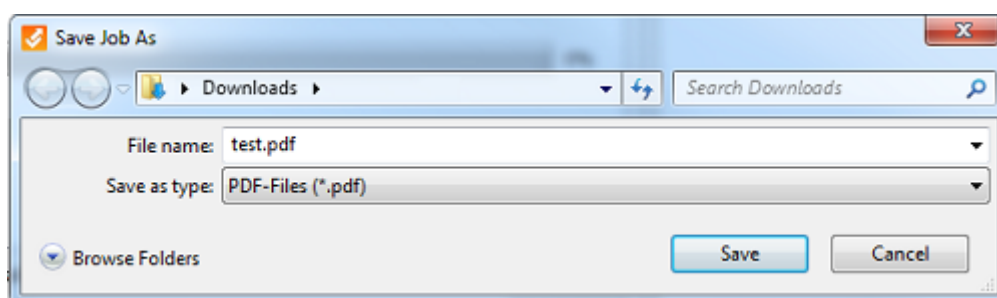 Save Job As
Downloads
Search Downloads
File name: test.pdf
Save as type: PDF-Files (*.pdf)
Browse Folders
Save
Cancel